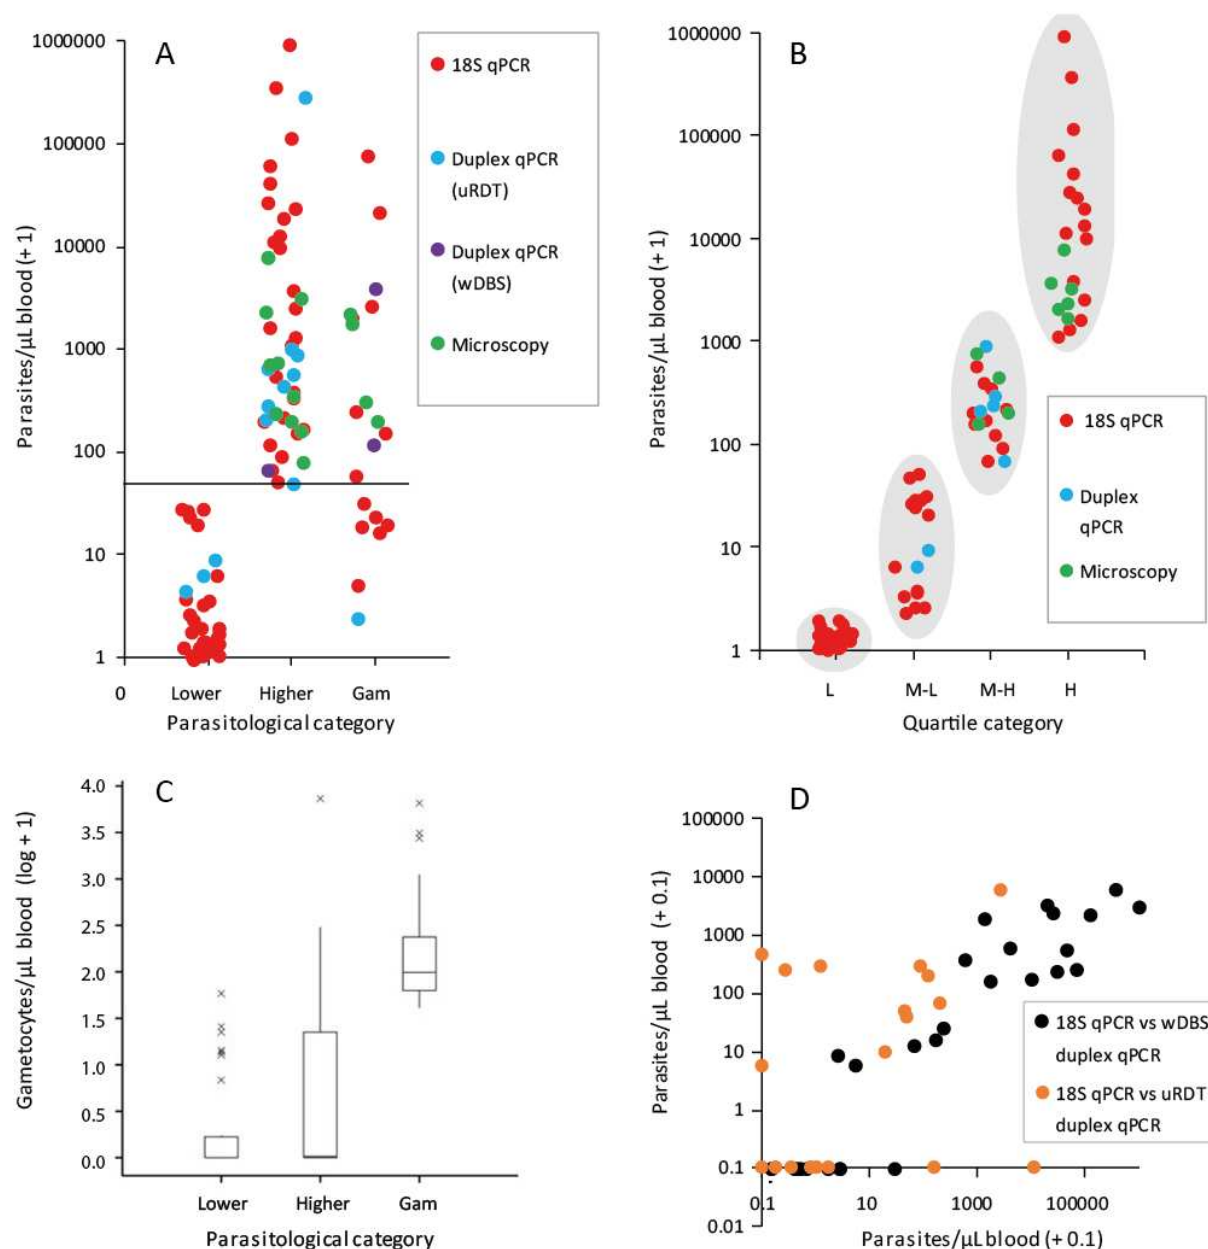 A
1000000
100000
10000
1000
100
10
1
0
Parasites/µL blood (+ 1)
Lower
Higher
Gam
Parasitological category
18S qPCR
Duplex qPCR
(uRDT)
Duplex qPCR
(wDBS)
Microscopy
B
1000000
100000
10000
1000
100
10
1
Parasites/µL blood (+ 1)
L
M-L
M-H
H
Quartile category
18S qPCR
Duplex
qPCR
Microscopy
C
4.0
3.5
3.0
2.5
2.0
1.5
1.0
0.5
0.0
Gametocytes/µL blood (log + 1)
Lower
Higher
Gam
Parasitological category
D
100000
10000
1000
100
10
1
0.1
0.01
Parasites/µL blood (+ 0.1)
0.1
10
1000
100000
Parasites/µL blood (+ 0.1)
18S qPCR vs wDBS
duplex qPCR
18S qPCR vs uRDT
duplex qPCR